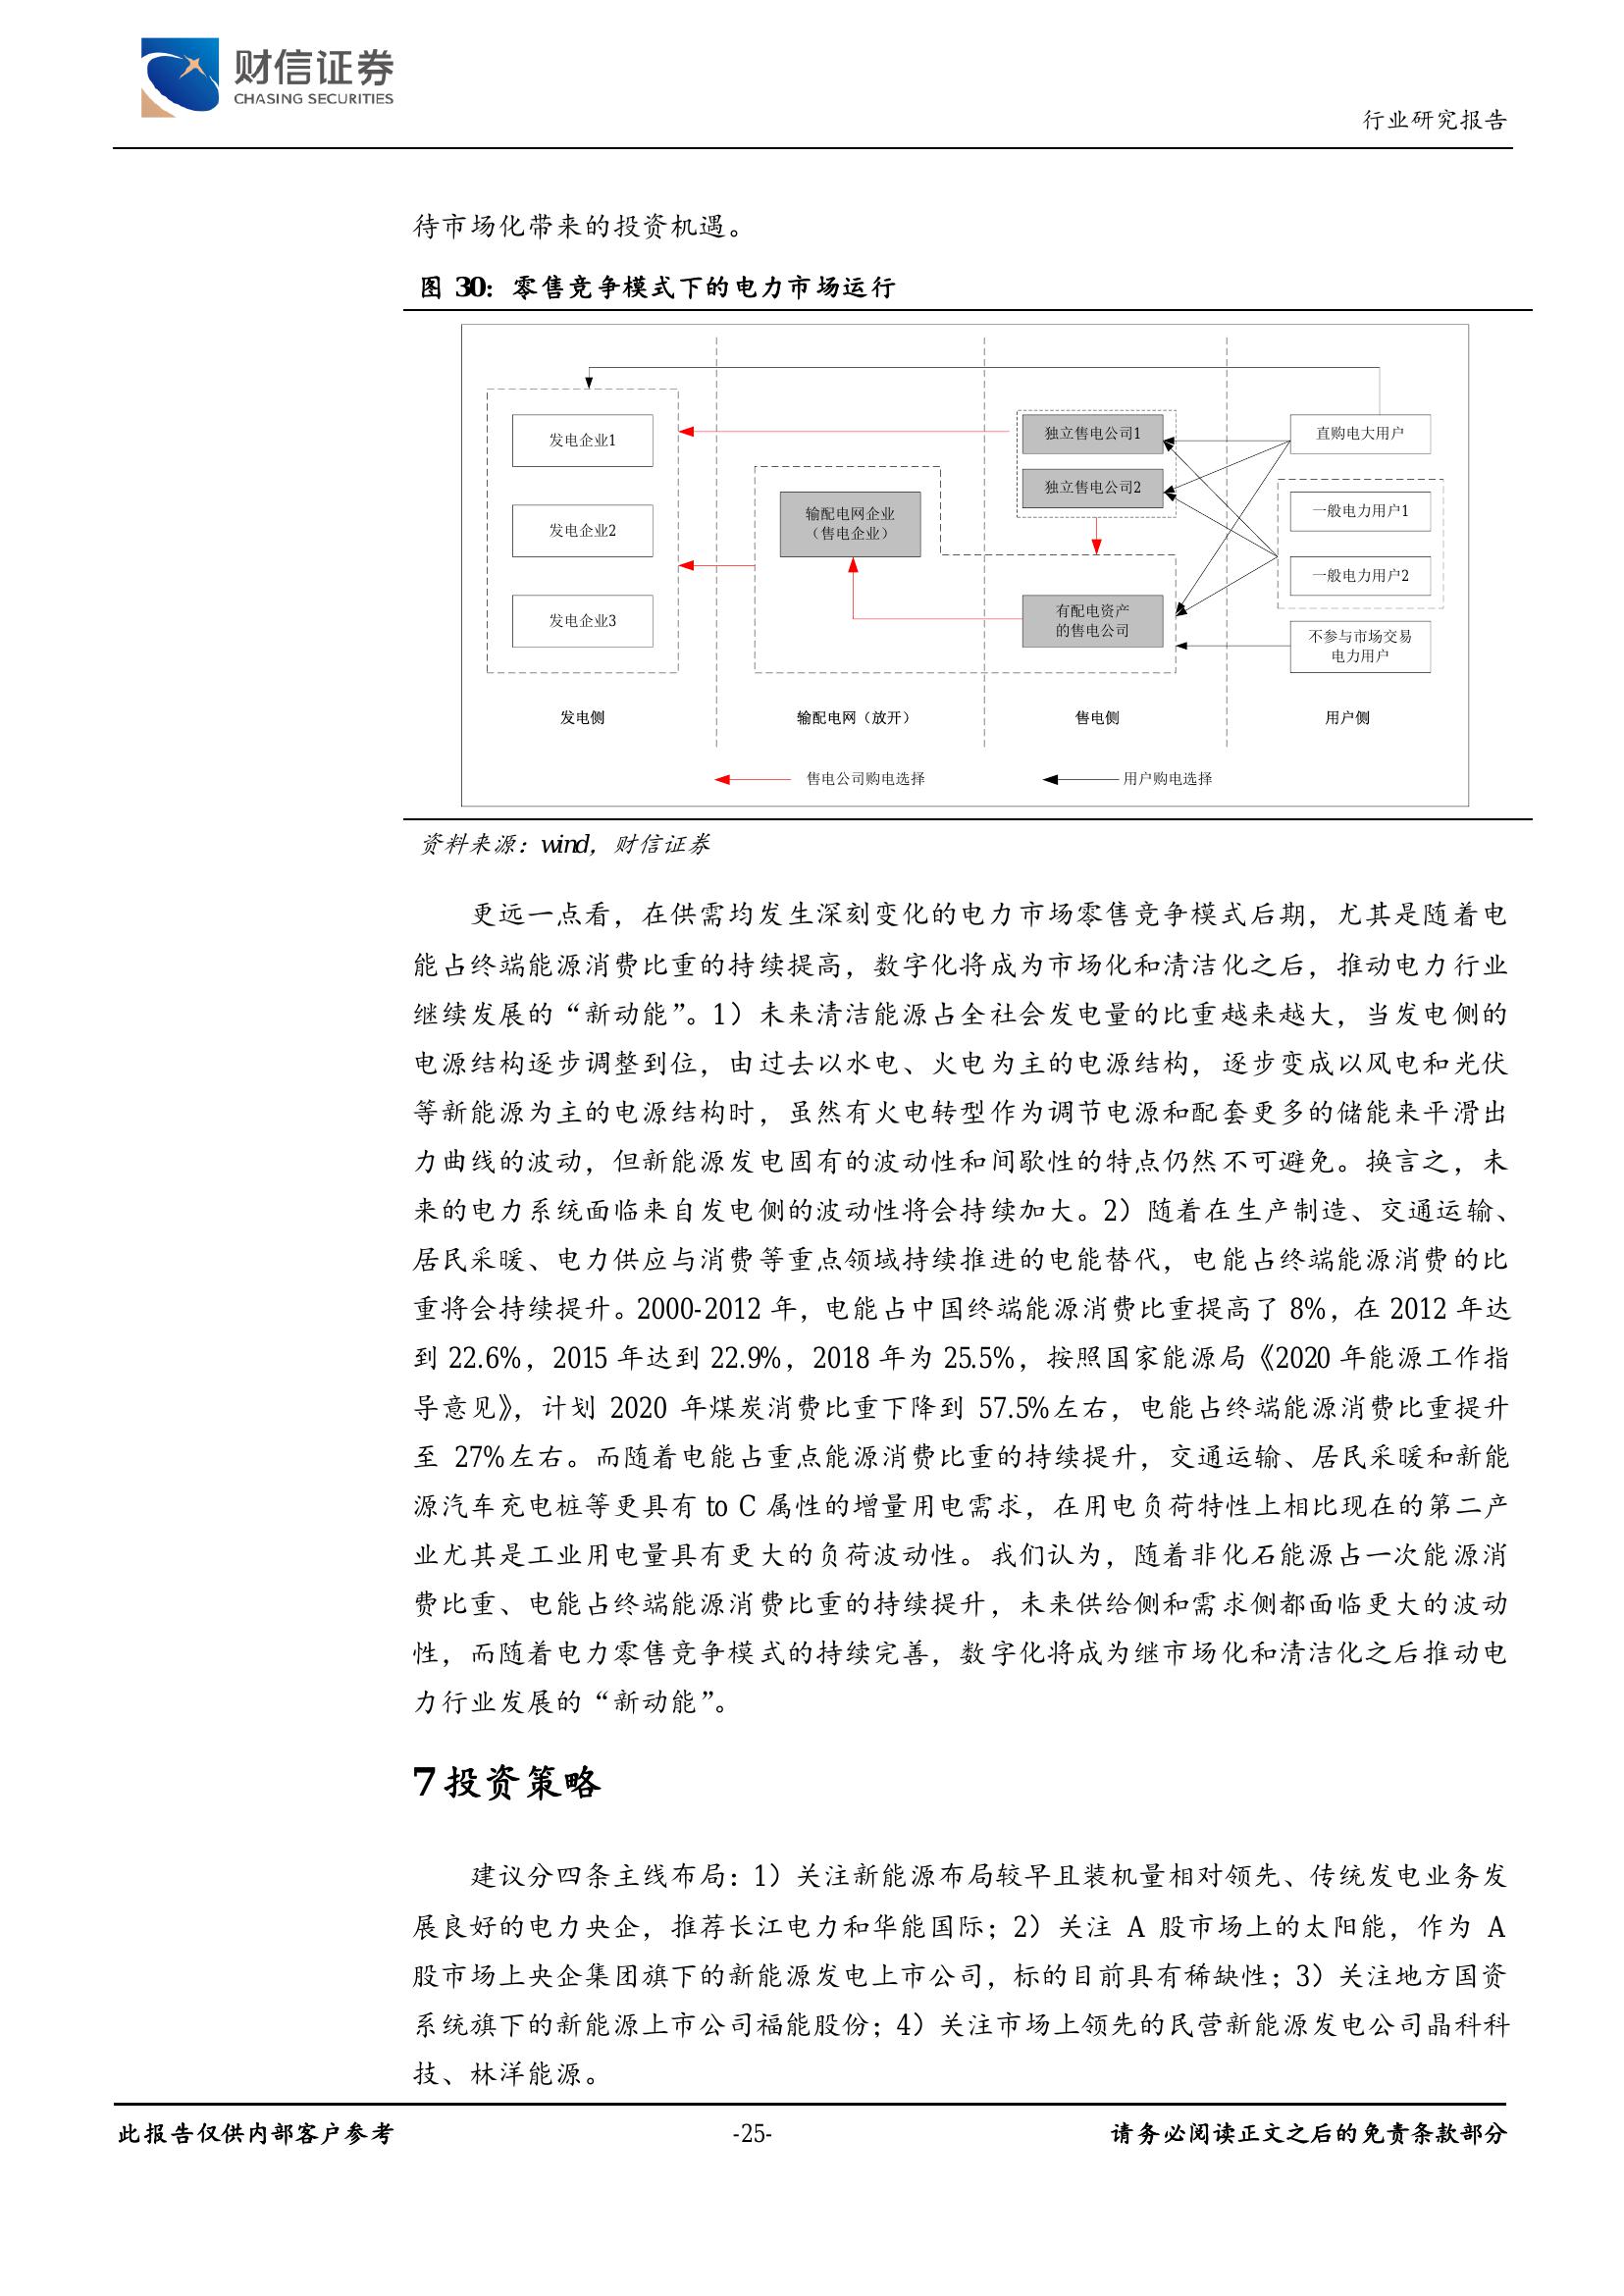 财信证券
CHASING SECURITIES
行业研究报告
待市场化带来的投资机遇。
图 30：零售竞争模式下的电力市场运行
发电企业1
发电企业2
发电企业3
输配电网企业
（售电企业）
独立售电公司1
独立售电公司2
有配电资产
的售电公司
直购电大用户
一般电力用户1
一般电力用户2
不参与市场交易
电力用户
发电侧
输配电网（放开）
售电侧
用户侧
售电公司购电选择
用户购电选择
资料来源：wind，财信证券
更远一点看，在供需均发生深刻变化的电力市场零售竞争模式后期，尤其是随着电
能占终端能源消费比重的持续提高，数字化将成为市场化和清洁化之后，推动电力行业
继续发展的“新动能”。1）未来清洁能源占全社会发电量的比重越来越大，当发电侧的
电源结构逐步调整到位，由过去以水电、火电为主的电源结构，逐步变成以风电和光伏
等新能源为主的电源结构时，虽然有火电转型作为调节电源和配套更多的储能来平滑出
力曲线的波动，但新能源发电固有的波动性和间歇性的特点仍然不可避免。换言之，未
来的电力系统面临来自发电侧的波动性将会持续加大。2）随着在生产制造、交通运输、
居民采暖、电力供应与消费等重点领域持续推进的电能替代，电能占终端能源消费的比
重将会持续提升。2000-2012 年，电能占中国终端能源消费比重提高了 8%，在 2012 年达
到 22.6%，2015 年达到 22.9%，2018 年为 25.5%，按照国家能源局《2020 年能源工作指
导意见》，计划 2020 年煤炭消费比重下降到 57.5%左右，电能占终端能源消费比重提升
至 27%左右。而随着电能占重点能源消费比重的持续提升，交通运输、居民采暖和新能
源汽车充电桩等更具有 to C 属性的增量用电需求，在用电负荷特性上相比现在的第二产
业尤其是工业用电量具有更大的负荷波动性。我们认为，随着非化石能源占一次能源消
费比重、电能占终端能源消费比重的持续提升，未来供给侧和需求侧都面临更大的波动
性，而随着电力零售竞争模式的持续完善，数字化将成为继市场化和清洁化之后推动电
力行业发展的“新动能”。
7 投资策略
建议分四条主线布局：1）关注新能源布局较早且装机量相对领先、传统发电业务发
展良好的电力央企，推荐长江电力和华能国际；2）关注 A 股市场上的太阳能，作为 A
股市场上央企集团旗下的新能源发电上市公司，标的目前具有稀缺性；3）关注地方国资
系统旗下的新能源上市公司福能股份；4）关注市场上领先的民营新能源发电公司晶科科
技、林洋能源。
此报告仅供内部客户参考
-25-
请务必阅读正文之后的免责条款部分